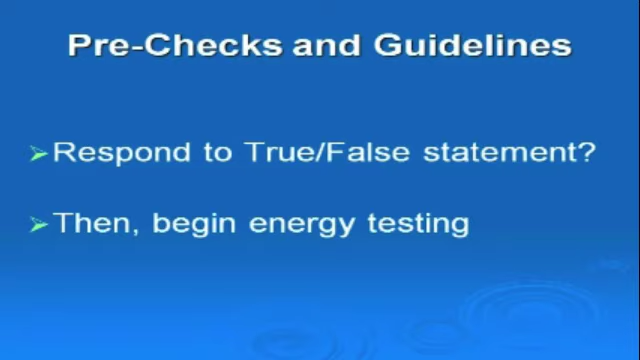 Pre-Checks and Guidelines
Respond to True/False statement?
Then, begin energy testing